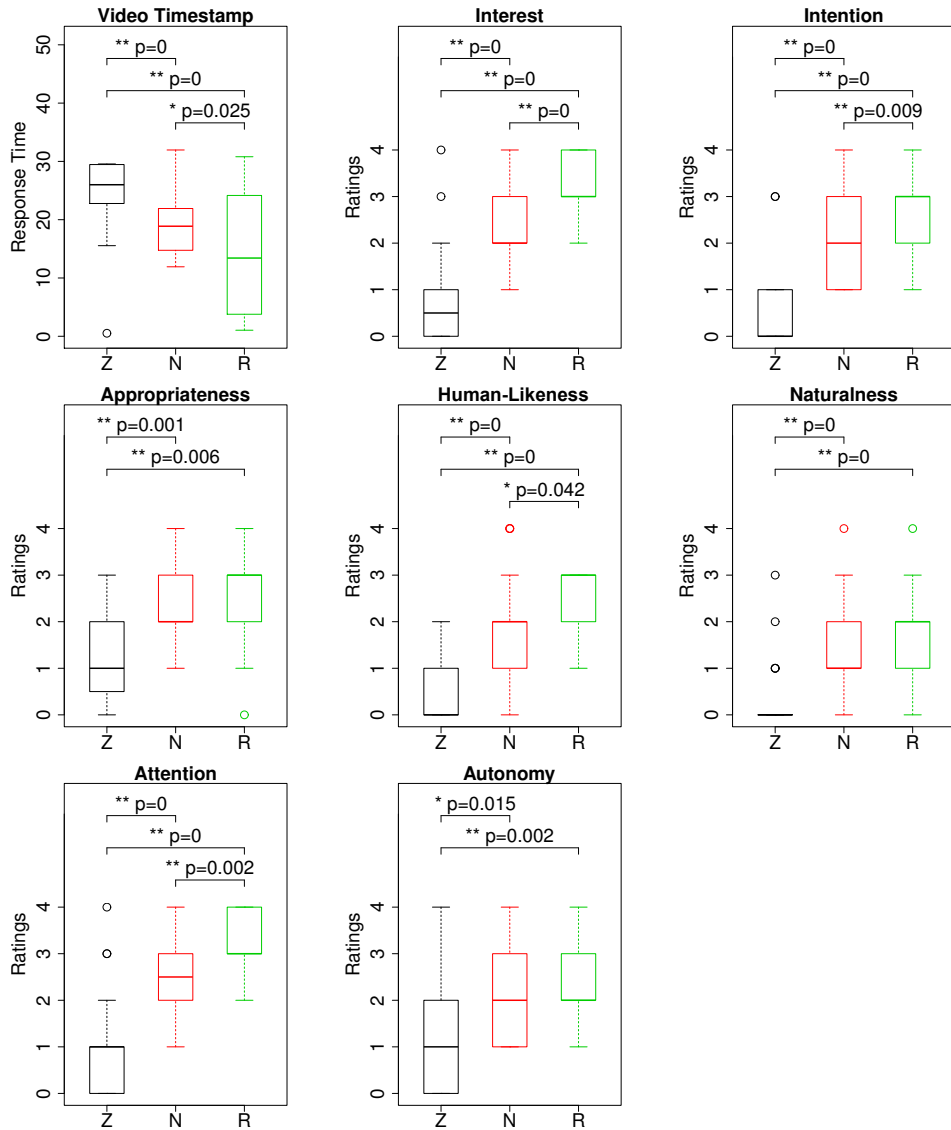 Video Timestamp
Response Time
0 10 20 30 40 50
** p=0
** p=0
* p=0.025
Z N R
Interest
Ratings
0 1 2 3 4
** p=0
** p=0
** p=0
Z N R
Intention
Ratings
0 1 2 3 4
** p=0
** p=0
** p=0.009
Z N R
Appropriateness
Ratings
0 1 2 3 4
** p=0.001
** p=0.006
Z N R
Human-Likeness
Ratings
0 1 2 3 4
** p=0
** p=0
* p=0.042
Z N R
Naturalness
Ratings
0 1 2 3 4
** p=0
** p=0
Z N R
Attention
Ratings
0 1 2 3 4
** p=0
** p=0
** p=0.002
Z N R
Autonomy
Ratings
0 1 2 3 4
* p=0.015
** p=0.002
Z N R